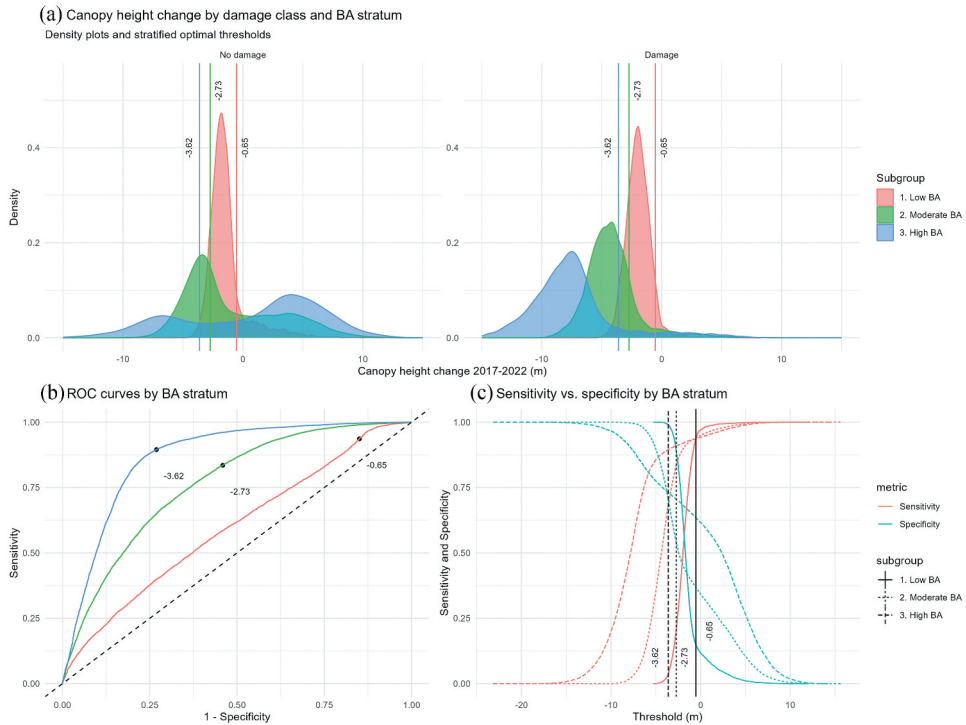 (a) Canopy height change by damage class and BA stratum
Density plots and stratified optimal thresholds
No damage
Damage
-3.62
-2.73
-0.65
-3.62
-2.73
-0.65
Density
0.4
0.2
0.0
-10
0
10
-10
0
10
Canopy height change 2017-2022 (m)
Subgroup
1. Low BA
2. Moderate BA
3. High BA
(b) ROC curves by BA stratum
Sensitivity
1.00
0.75
0.50
0.25
0.00
-3.62
-2.73
-0.65
0.00
0.25
0.50
0.75
1.00
1 - Specificity
(c) Sensitivity vs. specificity by BA stratum
Sensitivity and Specificity
1.00
0.75
0.50
0.25
0.00
-3.62
-2.73
-0.65
-20
-10
0
10
Threshold (m)
metric
Sensitivity
Specificity
subgroup
1. Low BA
2. Moderate BA
3. High BA